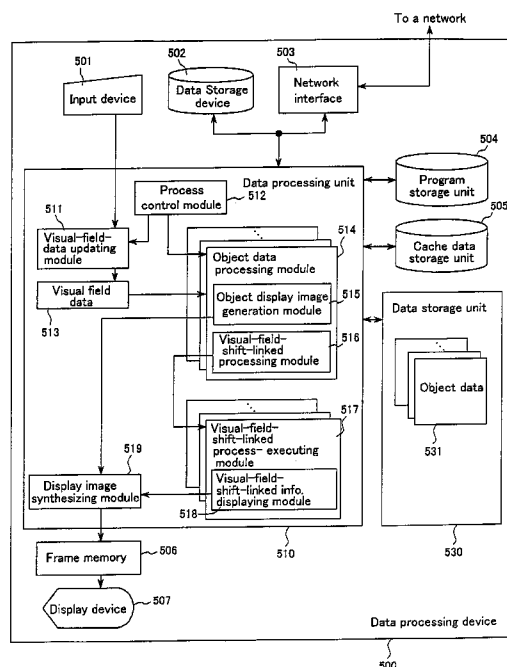 To a network
501
Input device
502
Data Storage
device
503
Network
interface
504
Program
storage unit
505
Cache data
storage unit
Data processing unit
Process
control module
512
511
Visual-field-
data updating
module
Visual field
data
513
514
Object data
processing module
Object display image
generation module
515
Visual-field-
shift-linked
processing module
516
Visual-field-
shift-linked
process-executing
module
517
Visual-field-
shift-linked info.
displaying module
518
519
Display image
synthesizing module
510
Data storage unit
Object data
531
530
Frame memory
506
Display device
507
Data processing device
500